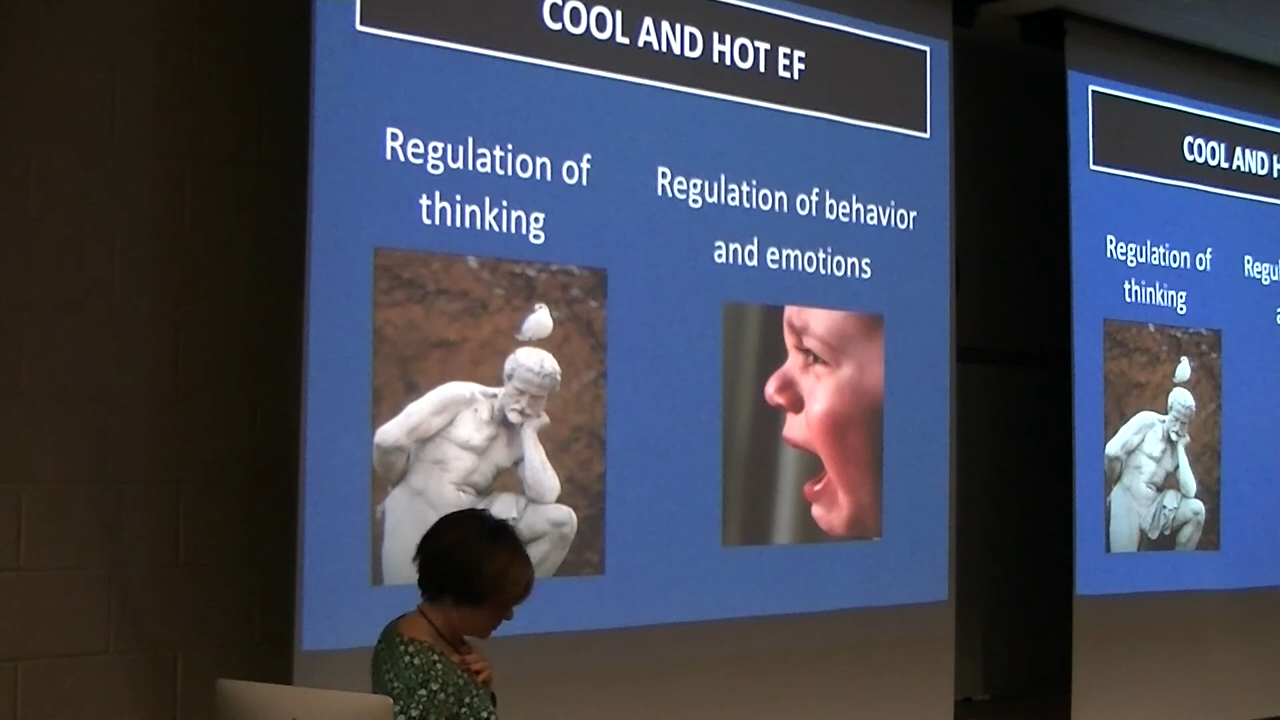 COOL AND HOT EF
Regulation of
thinking
Regulation of behavior
and emotions
COOL AND
Regulation of
thinking